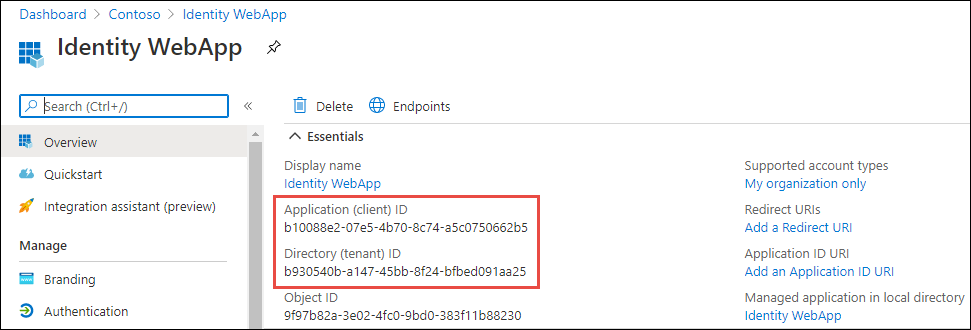 Dashboard > Contoso > Identity WebApp
Identity WebApp
Search (Ctrl+/)
«
Overview
Quickstart
Integration assistant (preview)
Manage
Branding
Authentication
Delete
Endpoints
Essentials
Display name
Identity WebApp
Application (client) ID
b10088e2-07e5-4b70-8c74-a5c0750662b5
Directory (tenant) ID
b930540b-a147-45bb-8f24-bfbed091aa25
Object ID
9f97b82a-3e02-4fc0-9bd0-383f11b88230
Supported account types
My organization only
Redirect URIs
Add a Redirect URI
Application ID URI
Add an Application ID URI
Managed application in local directory
Identity WebApp